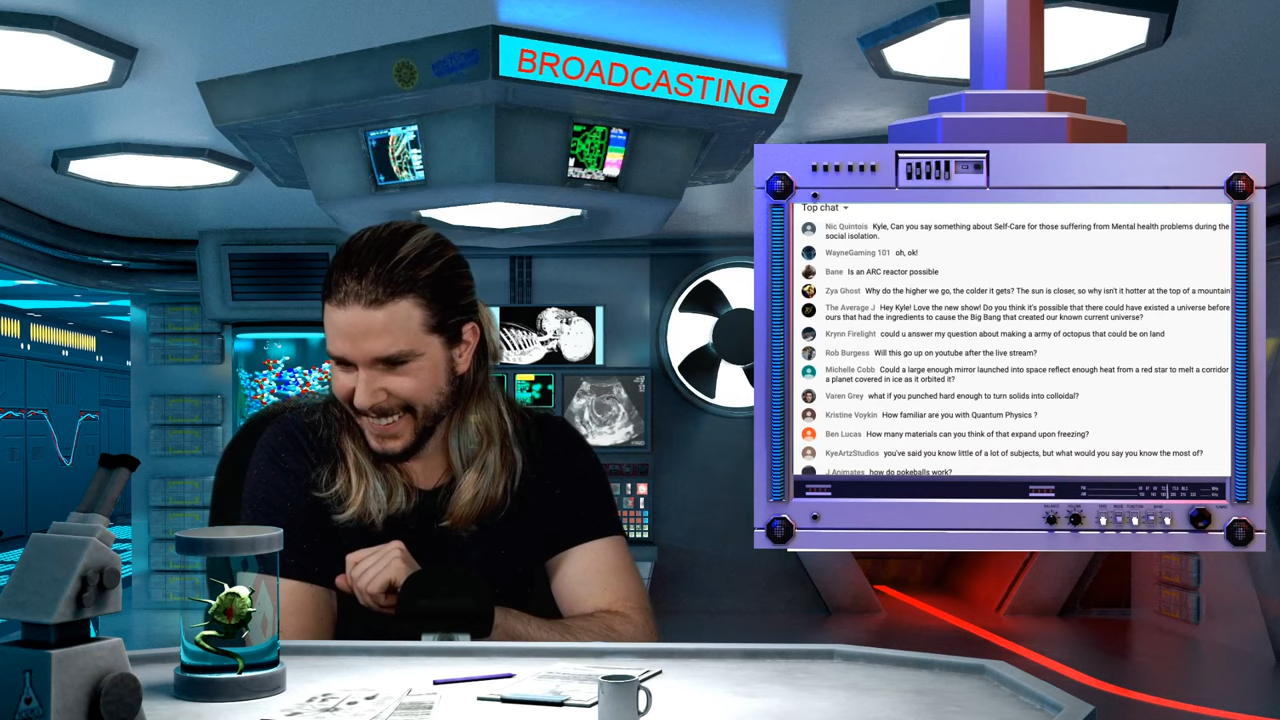 BROADCASTING
Top chat
Nic Quintois Kyle, Can you say something about Self-Care for those suffering from Mental health problems during the
social isolation.
WayneGaming 101 oh, ok!
Bane Is an ARC reactor possible
Zya Ghost Why do the higher we go, the colder it gets? The sun is closer, so why isn't it hotter at the top of a mountain
The Average J Hey Kyle! Love the new show! Do you think it's possible that there could have existed a universe before
ours that had the ingredients to cause the Big Bang that created our known current universe?
Krynn Firelight could u answer my question about making a army of octopus that could be on land
Rob Burgess Will this go up on youtube after the live stream?
Michelle Cobb Could a large enough mirror launched into space reflect enough heat from a red star to melt a corridor
a planet covered in ice as it orbited it?
Varen Grey what if you punched hard enough to turn solids into colloidal?
Kristine Voykin How familiar are you with Quantum Physics ?
Ben Lucas How many materials can you think of that expand upon freezing?
KyeArtzStudios you've said you know little of a lot of subjects, but what would you say you know the most of?
J Animates how do pokeballs work?
BALANCE VOLUME TAPE MODE FUNCTION BAND